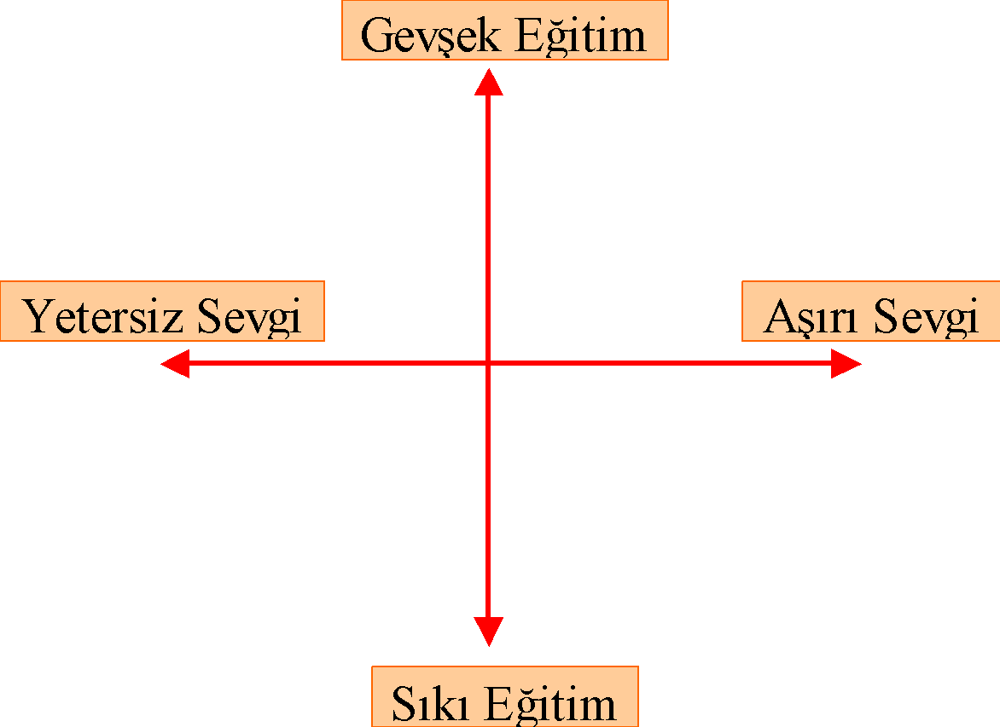 Gevşek Eğitim
Yetersiz Sevgi
Aşırı Sevgi
Sıkı Eğitim